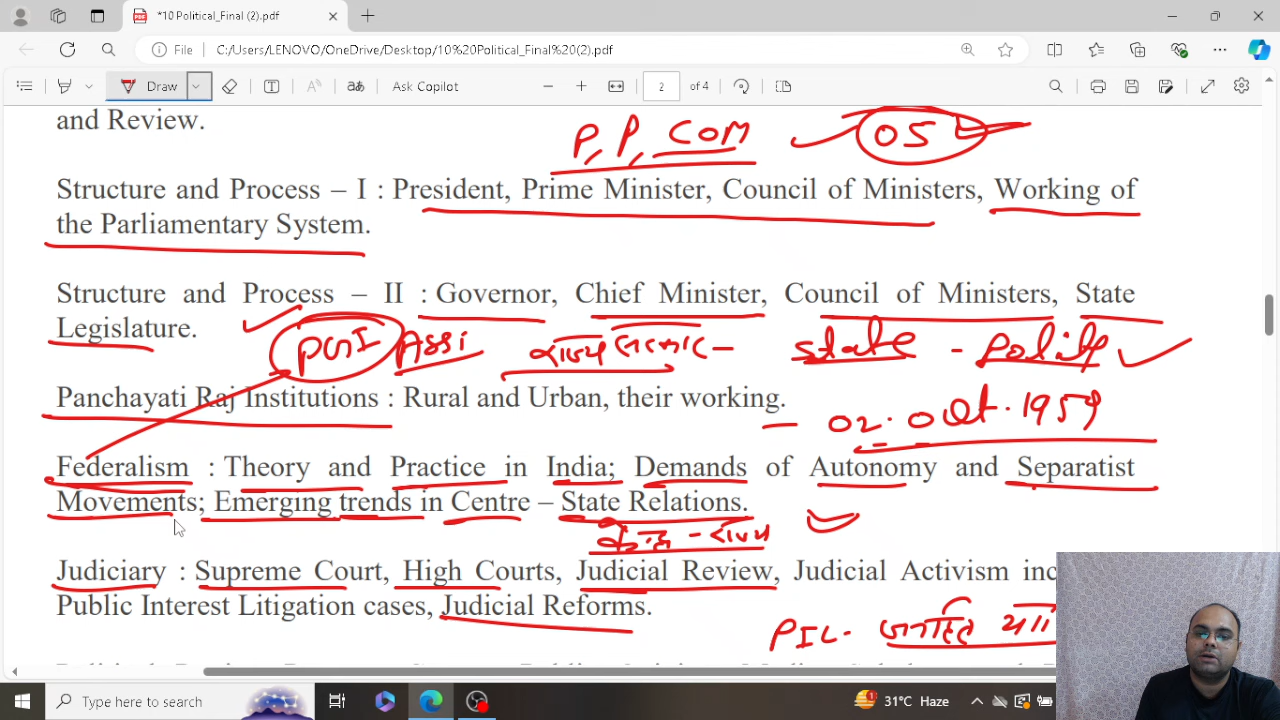 *10 Political_Final (2).pdf
File C:/Users/LENOVO/OneDrive/Desktop/10%20Political_Final%20(2).pdf
Draw Ask Copilot 2 of 4
and Review.
P, P, COM 05
Structure and Process – I : President, Prime Minister, Council of Ministers, Working of
the Parliamentary System.
Structure and Process – II : Governor, Chief Minister, Council of Ministers, State
Legislature.
PGI Assi राज्य सरकार – state – polity
Panchayati Raj Institutions : Rural and Urban, their working.
02. Oct. 1959
Federalism : Theory and Practice in India; Demands of Autonomy and Separatist
Movements; Emerging trends in Centre – State Relations.
केन्द्र – राज्य
Judiciary : Supreme Court, High Courts, Judicial Review, Judicial Activism inc
Public Interest Litigation cases, Judicial Reforms.
PIL.
Type here to search 31°C Haze